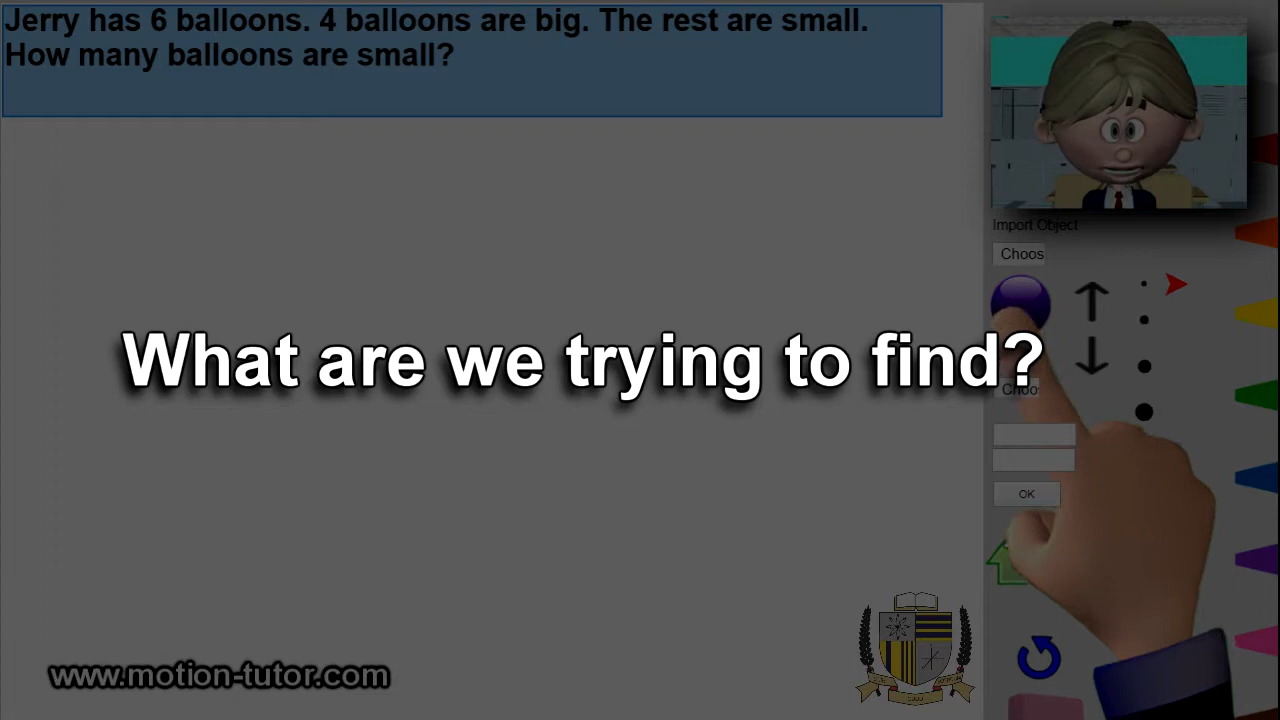 Jerry has 6 balloons. 4 balloons are big. The rest are small.
How many balloons are small?
Import Object
Choos
What are we trying to find?
Choo
OK
www.motion-tutor.com